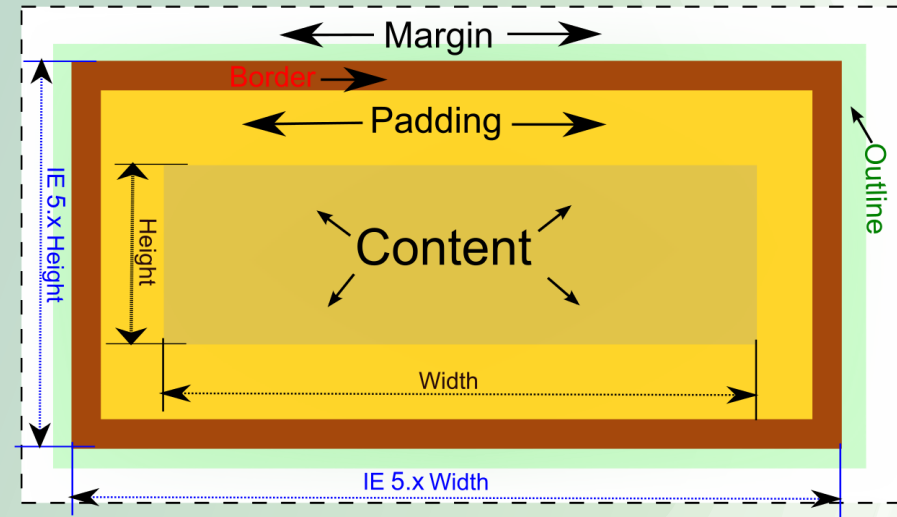 Margin
Border
Padding
Outline
IE 5.x Height
Height
Content
Width
IE 5.x Width